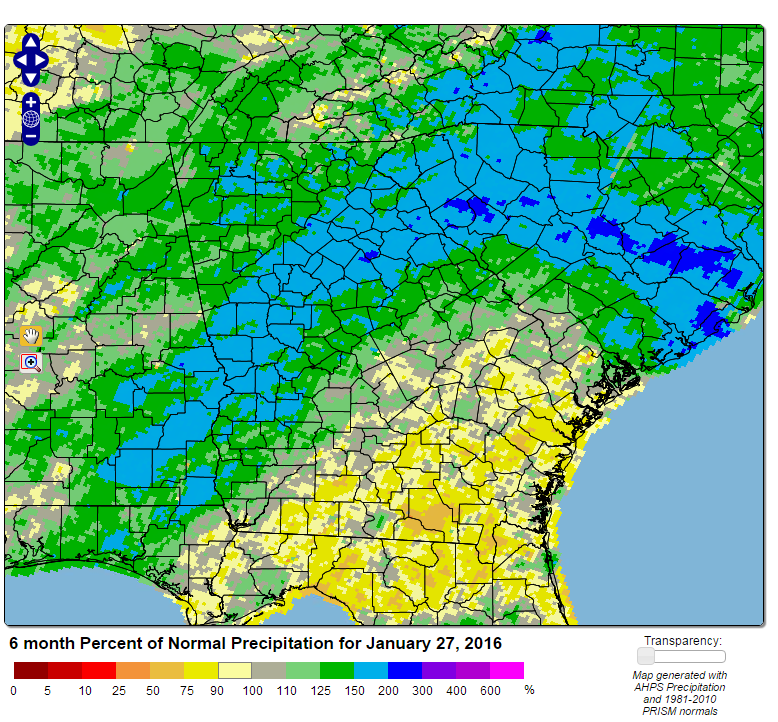 6 month Percent of Normal Precipitation for January 27, 2016
Transparency:
0 5 10 25 50 75 90 100 110 125 150 200 300 400 600 %
Map generated with
AHPS Precipitation
and 1981-2010
PRISM normals